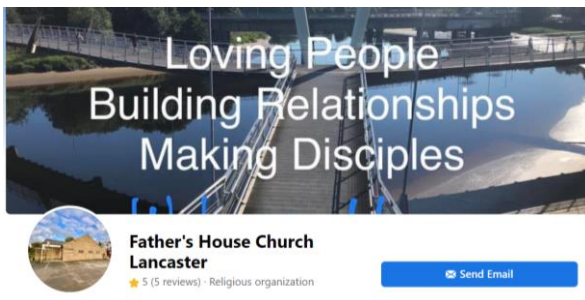 Loving People
Building Relationships
Making Disciples
Father's House Church
Lancaster
5 (5 reviews) · Religious organization
Send Email